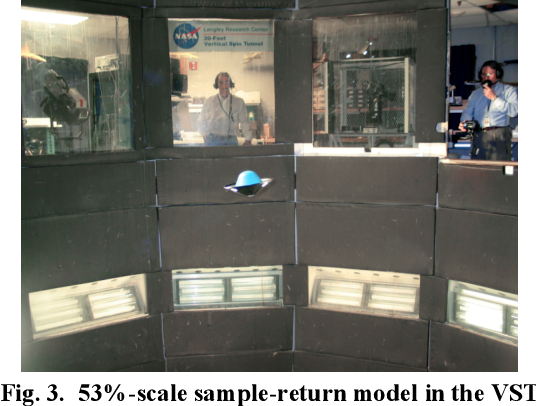 NASA
Langley Research Center
20-Foot
Vertical Spin Tunnel
Fig. 3. 53%-scale sample-return model in the VST